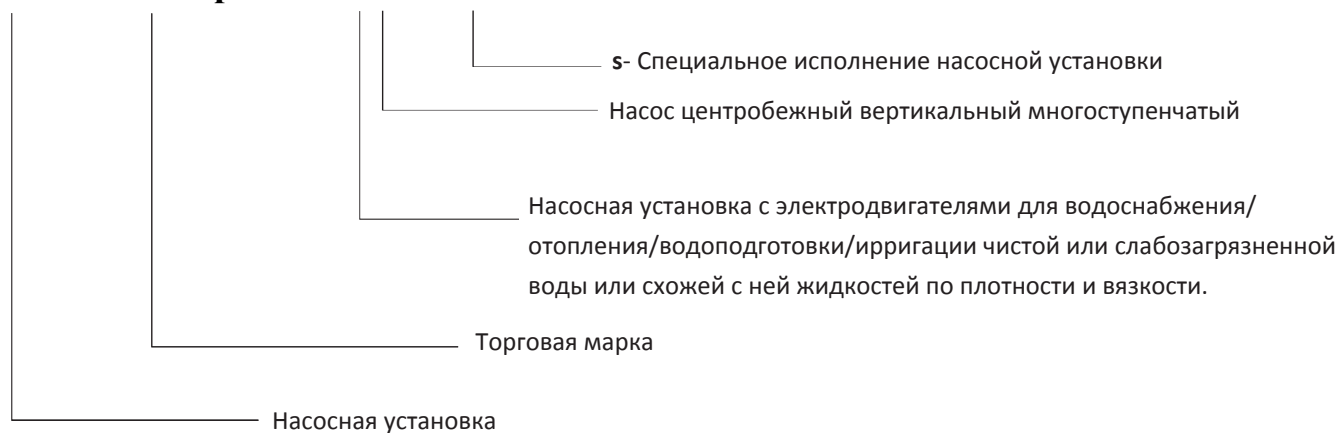 s- Специальное исполнение насосной установки
Насос центробежный вертикальный многоступенчатый
Насосная установка с электродвигателями для водоснабжения/
отопления/водоподготовки/ирригации чистой или слабозагрязненной
воды или схожей с ней жидкостей по плотности и вязкости.
Торговая марка
Насосная установка